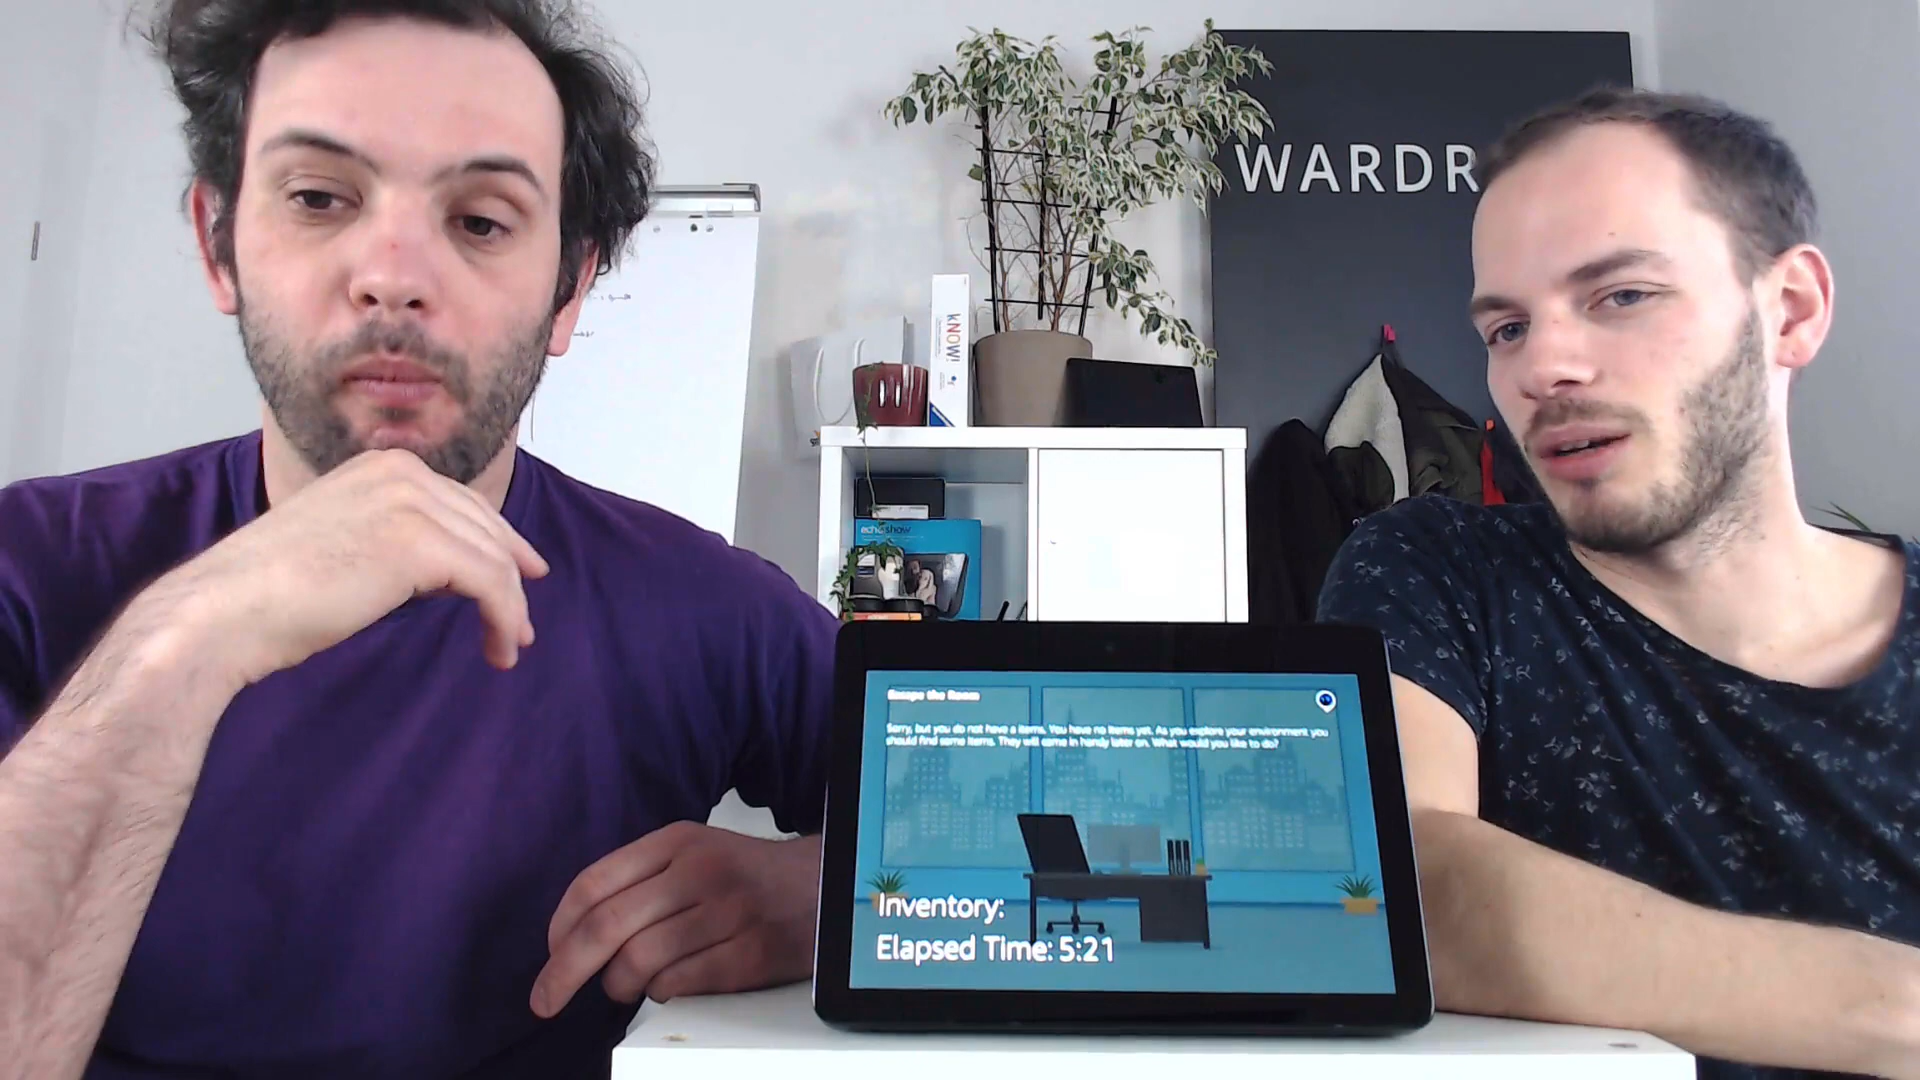 WARDR
KNOW!
echo show
Escape the Room
Sorry, but you do not have a items. You have no items yet. As you explore your environment you
should find some items. They will come in handy later on. What would you like to do?
Inventory:
Elapsed Time: 5:21